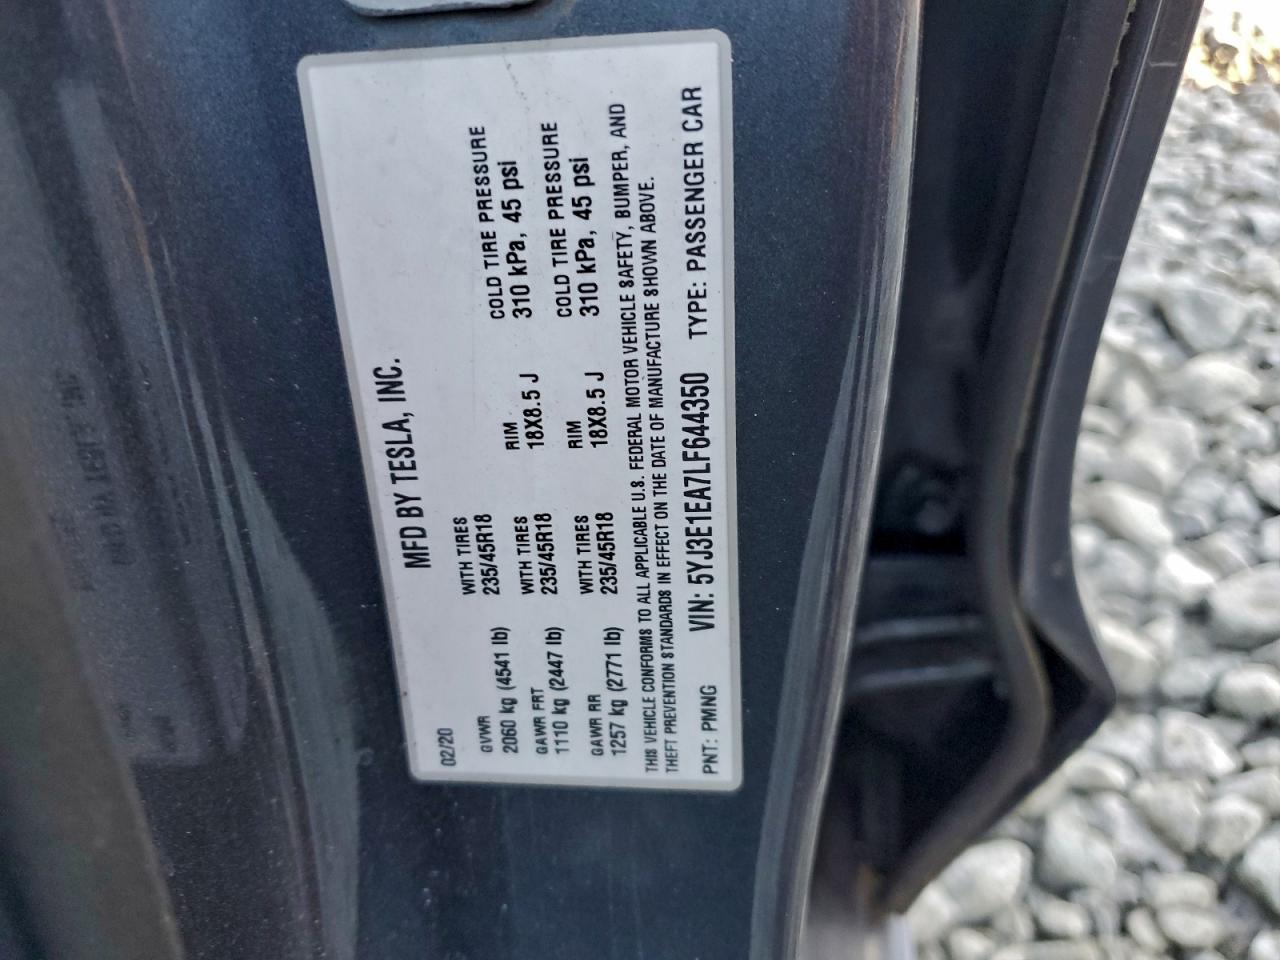 MFD BY TESLA, INC.
02/20
GVWR
2060 kg (4541 lb)
WITH TIRES
235/45R18
GAWR FRT
1110 kg (2447 lb)
WITH TIRES
235/45R18
RIM
18X8.5 J
COLD TIRE PRESSURE
310 kPa, 45 psi
GAWR RR
1257 kg (2771 lb)
WITH TIRES
235/45R18
RIM
18X8.5 J
COLD TIRE PRESSURE
310 kPa, 45 psi
THIS VEHICLE CONFORMS TO ALL APPLICABLE U.S. FEDERAL MOTOR VEHICLE SAFETY, BUMPER, AND
THEFT PREVENTION STANDARDS IN EFFECT ON THE DATE OF MANUFACTURE SHOWN ABOVE.
PNT: PMNG VIN: 5YJ3E1EA7LF644350 TYPE: PASSENGER CAR